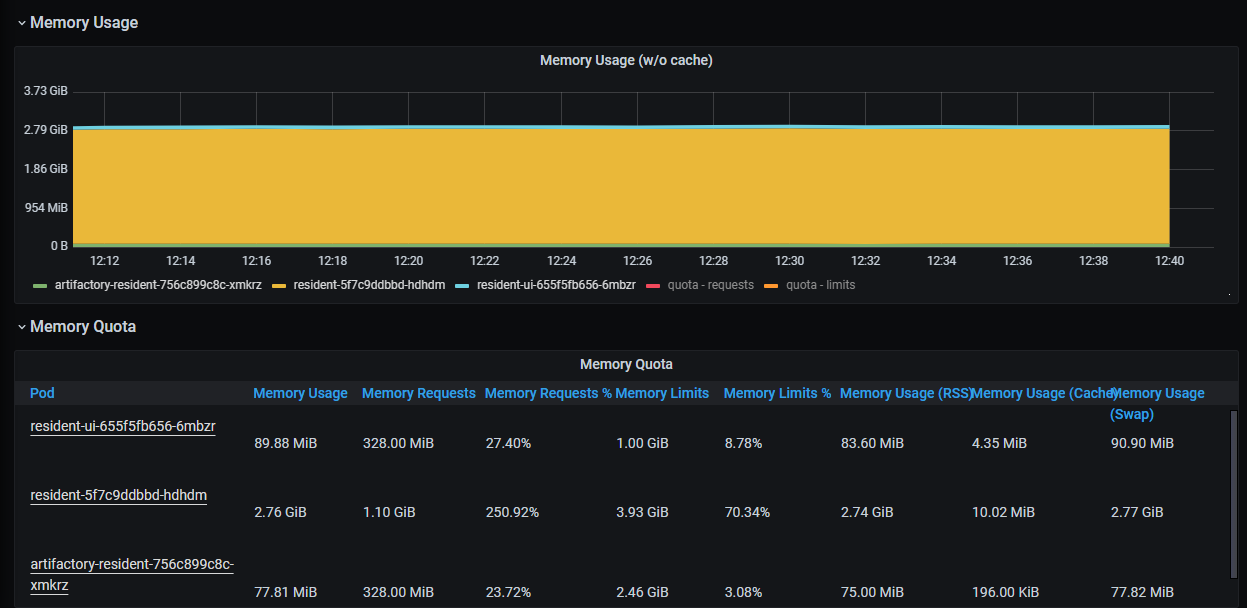 Memory Usage
Memory Usage (w/o cache)
3.73 GiB
2.79 GiB
1.86 GiB
954 MiB
0 B
12:12 12:14 12:16 12:18 12:20 12:22 12:24 12:26 12:28 12:30 12:32 12:34 12:36 12:38 12:40
artifactory-resident-756c899c8c-xmkrz resident-5f7c9ddbbd-hdhdm resident-ui-655f5fb656-6mbzr quota - requests quota - limits
Memory Quota
Memory Quota
Pod Memory Usage Memory Requests Memory Requests % Memory Limits Memory Limits % Memory Usage (RSS) Memory Usage (Cache) Memory Usage
(Swap)
resident-ui-655f5fb656-6mbzr
89.88 MiB 328.00 MiB 27.40% 1.00 GiB 8.78% 83.60 MiB 4.35 MiB 90.90 MiB
resident-5f7c9ddbbd-hdhdm
2.76 GiB 1.10 GiB 250.92% 3.93 GiB 70.34% 2.74 GiB 10.02 MiB 2.77 GiB
artifactory-resident-756c899c8c-
xmkrz
77.81 MiB 328.00 MiB 23.72% 2.46 GiB 3.08% 75.00 MiB 196.00 KiB 77.82 MiB